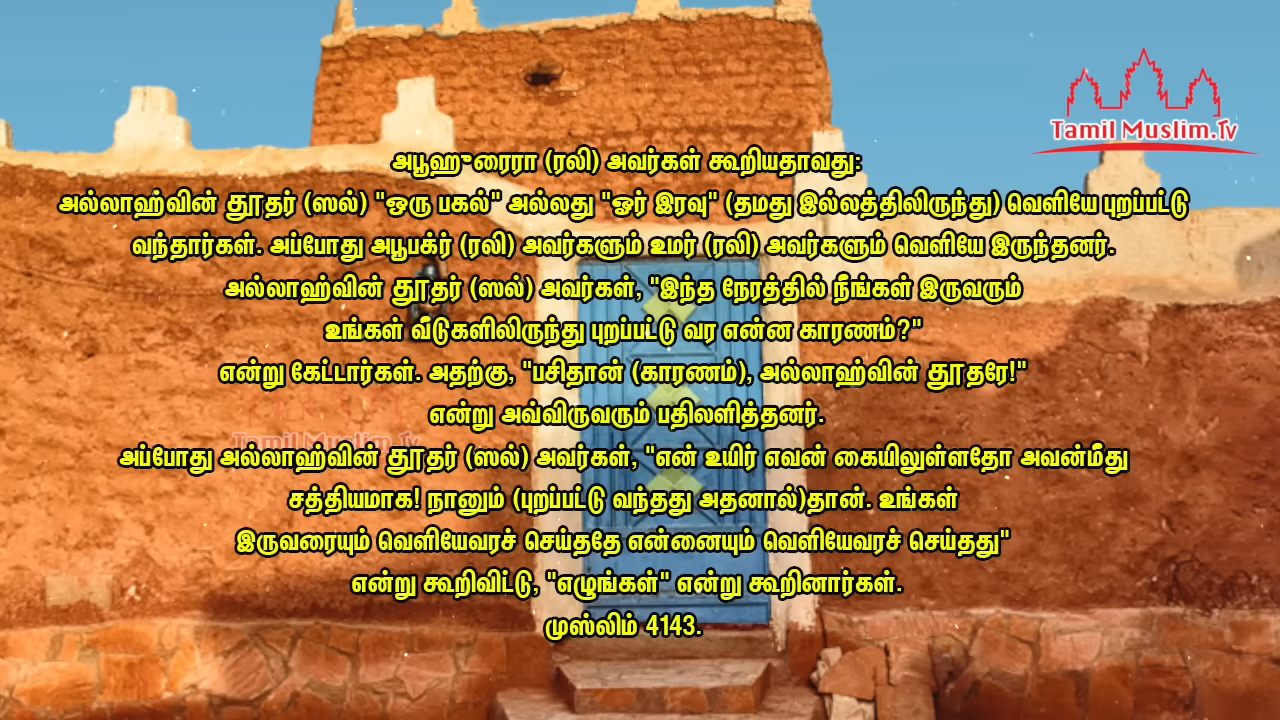 Tamil Muslim.Tv
அபூஹுரைரா (ரலி) அவர்கள் கூறியதாவது:
அல்லாஹ்வின் தூதர் (ஸல்) "ஒரு பகல்" அல்லது "ஓர் இரவு" (தமது இல்லத்திலிருந்து) வெளியே புறப்பட்டு
வந்தார்கள். அப்போது அபூபக்ர் (ரலி) அவர்களும் உமர் (ரலி) அவர்களும் வெளியே இருந்தனர்.
அல்லாஹ்வின் தூதர் (ஸல்) அவர்கள், "இந்த நேரத்தில் நீங்கள் இருவரும்
உங்கள் வீடுகளிலிருந்து புறப்பட்டு வர என்ன காரணம்?"
என்று கேட்டார்கள். அதற்கு, "பசிதான் (காரணம்), அல்லாஹ்வின் தூதரே!"
என்று அவ்விருவரும் பதிலளித்தனர்.
Tamil Muslim.Tv
அப்போது அல்லாஹ்வின் தூதர் (ஸல்) அவர்கள், "என் உயிர் எவன் கையிலுள்ளதோ அவன்மீது
சத்தியமாக! நானும் (புறப்பட்டு வந்தது அதனால்)தான். உங்கள்
இருவரையும் வெளியேவரச் செய்ததே என்னையும் வெளியேவரச் செய்தது"
என்று கூறிவிட்டு, "எழுங்கள்" என்று கூறினார்கள்.
முஸ்லிம் 4143.